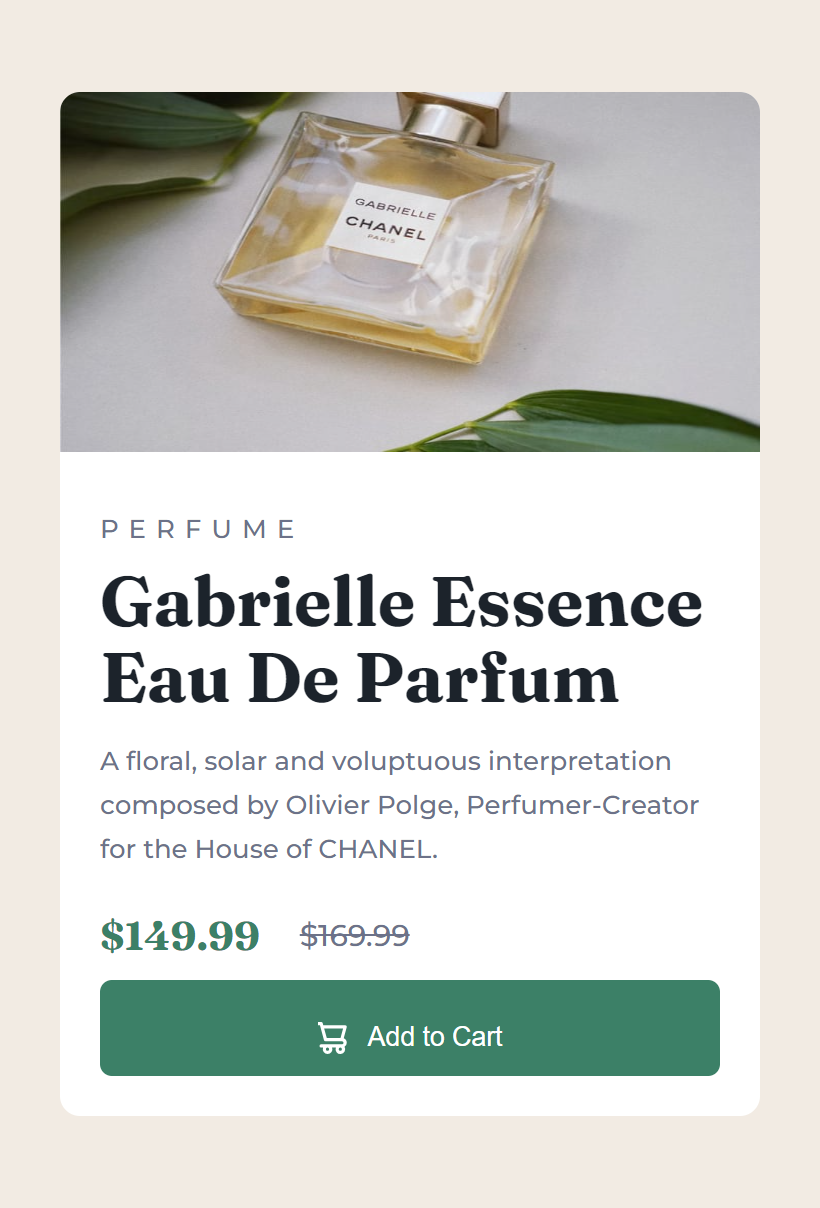 GABRIELLE
CHANEL
PARIS
PERFUME
Gabrielle Essence
Eau De Parfum
A floral, solar and voluptuous interpretation
composed by Olivier Polge, Perfumer-Creator
for the House of CHANEL.
$149.99 $169.99
Add to Cart